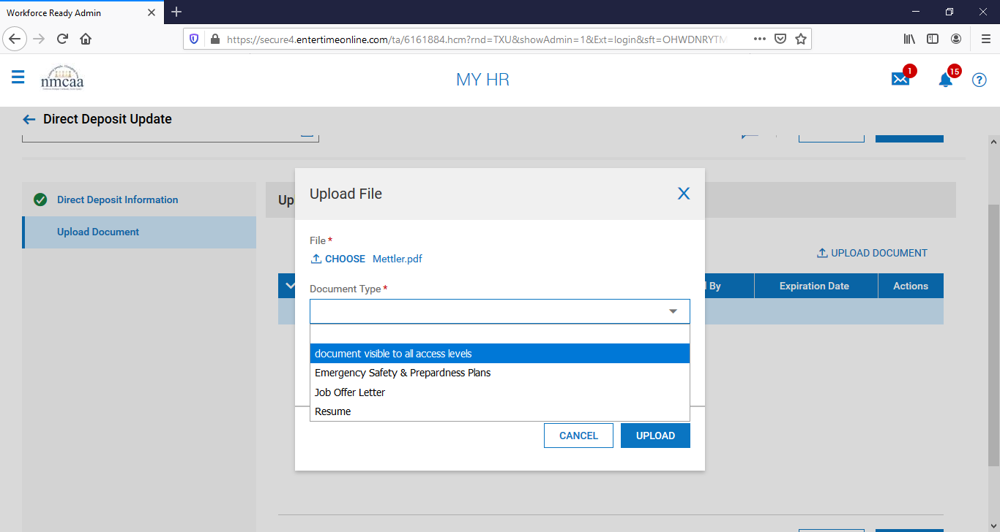 Workforce Ready Admin
https://secure4.entertimeonline.com/ta/6161884.hcm?rnd=TXU&showAdmin=1&Ext=login&sft=OHWDNRYTM
nmcaa
MY HR
1
15
?
Direct Deposit Update
Direct Deposit Information
Upload Document
Up
Upload File
X
File *
CHOOSE Mettler.pdf
UPLOAD DOCUMENT
Document Type *
By
Expiration Date
Actions
document visible to all access levels
Emergency Safety & Prepardness Plans
Job Offer Letter
Resume
CANCEL
UPLOAD